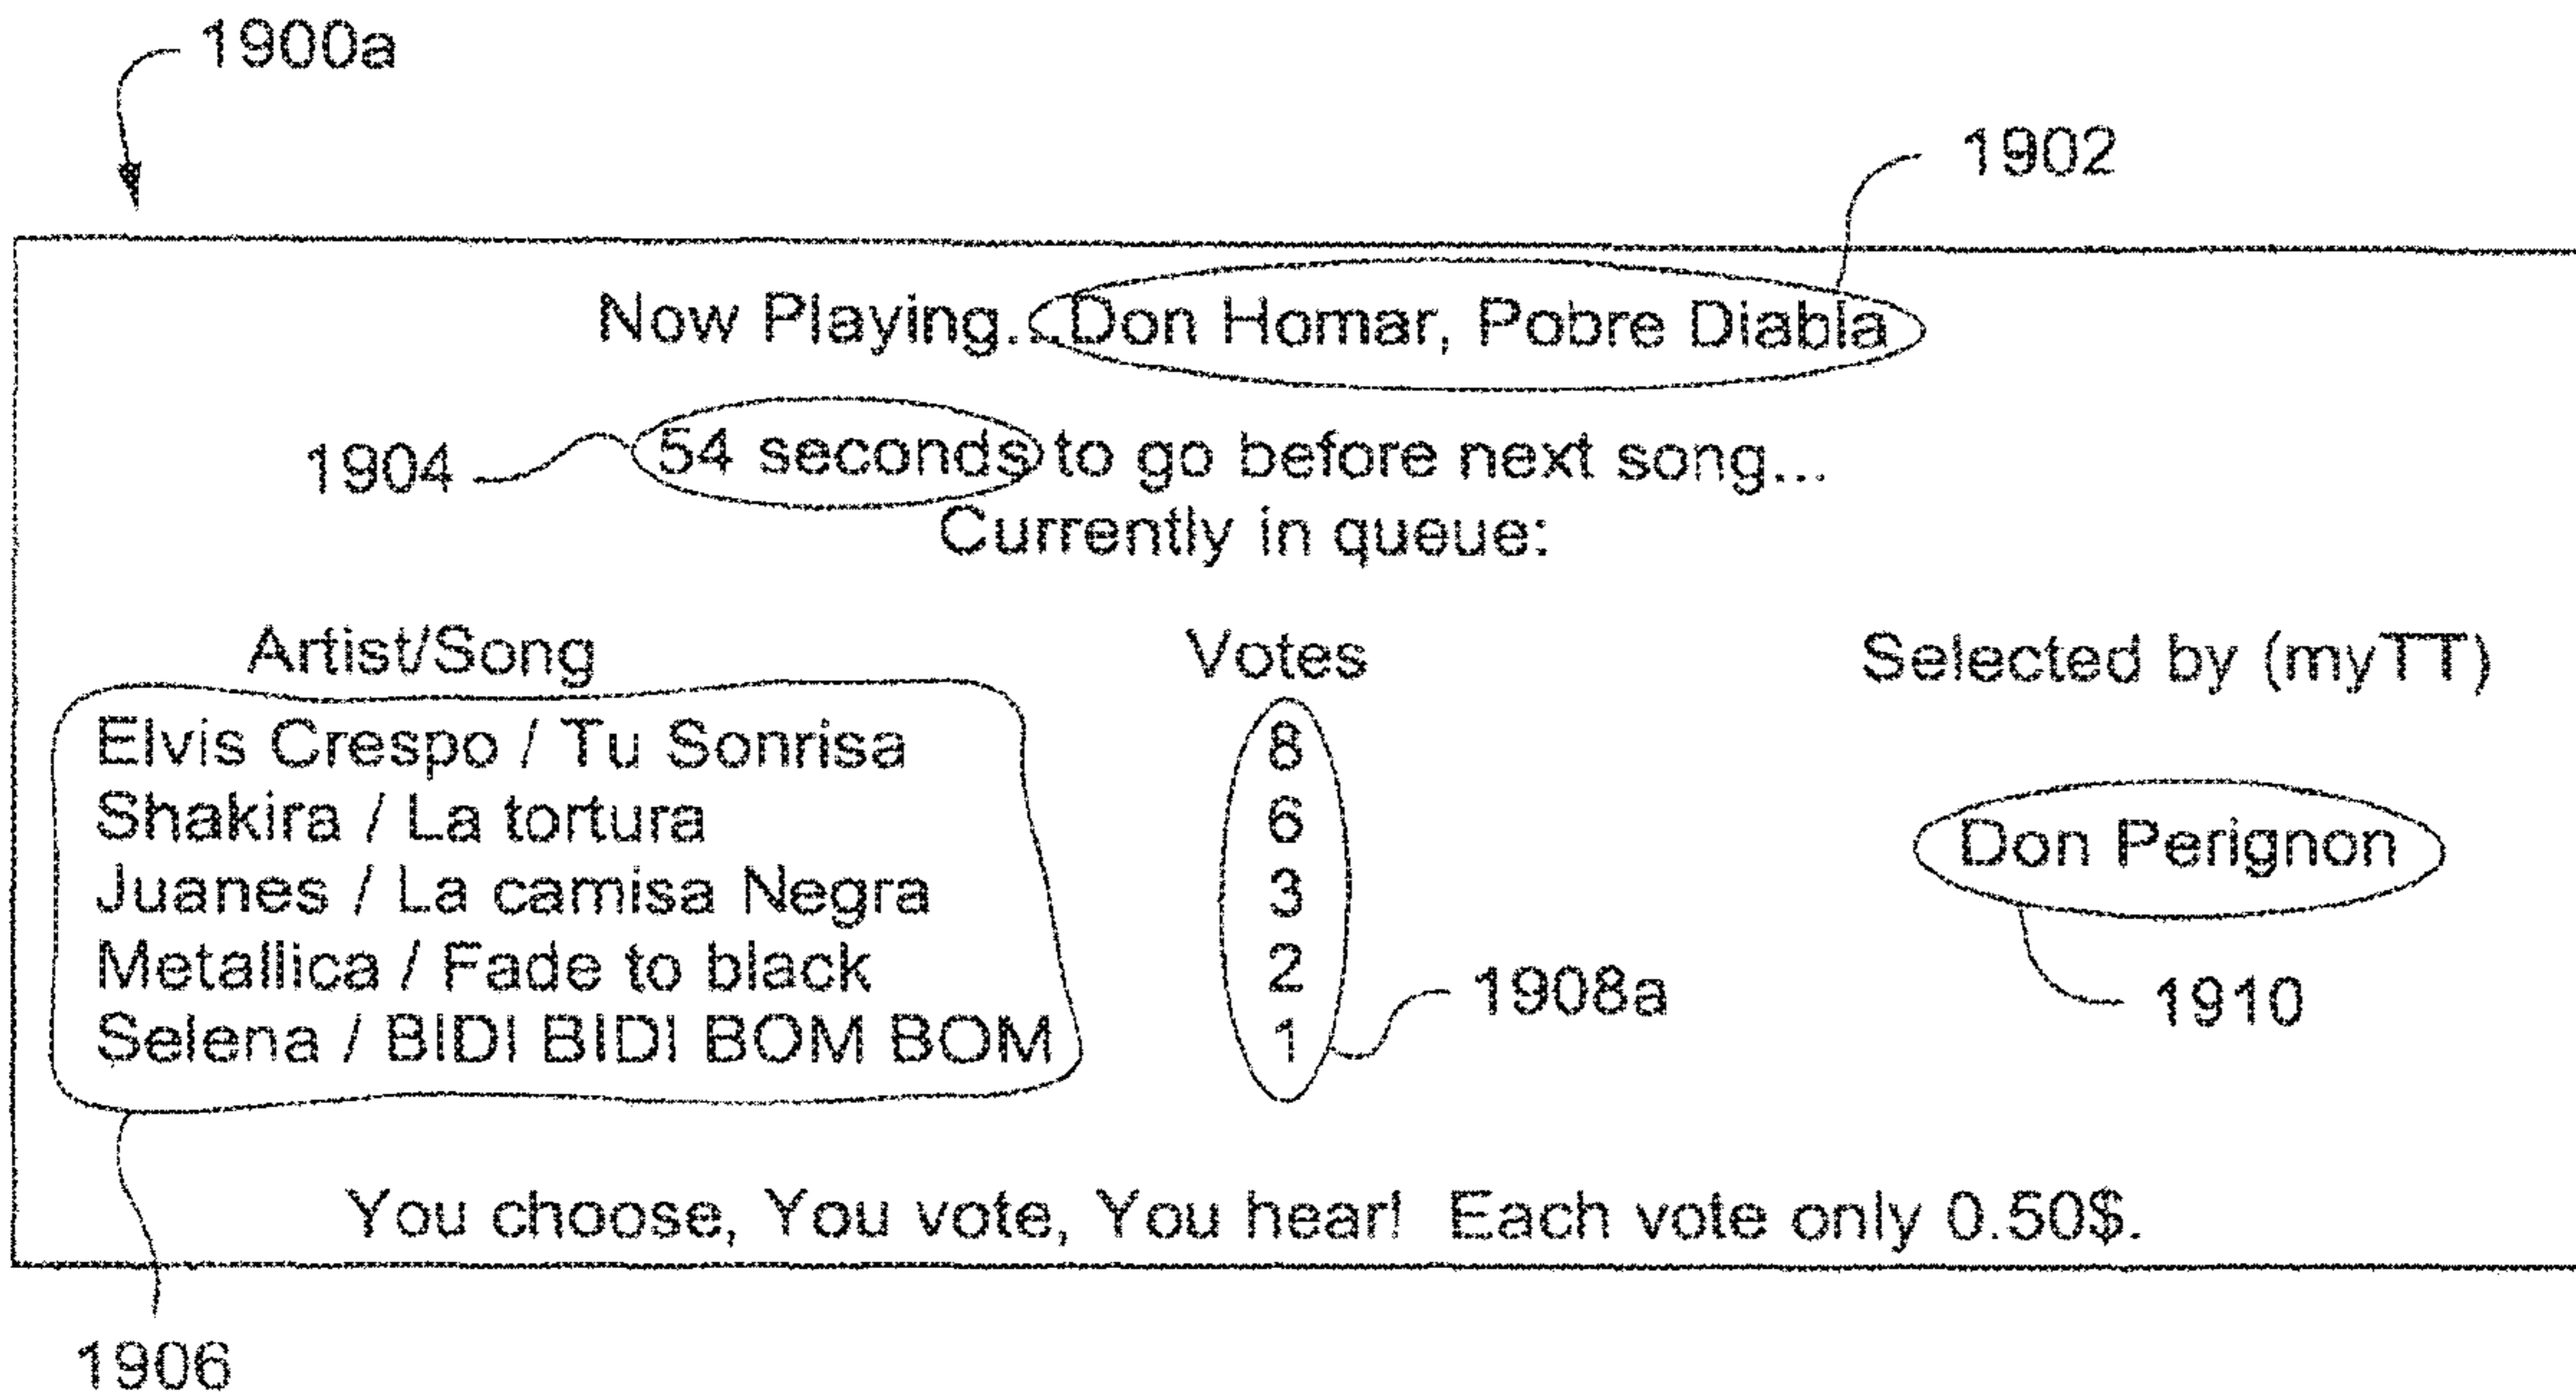 1900a
1902
Now Playing...Don Homar, Pobre Diabla
1904
54 seconds to go before next song...
Currently in queue:
Artist/Song Votes Selected by (myTT)
Elvis Crespo / Tu Sonrisa 8
Shakira / La tortura 6 Don Perignon
Juanes / La camisa Negra 3
Metallica / Fade to black 2
1908a
1910
Selena / BIDI BIDI BOM BOM 1
You choose, You vote, You hear! Each vote only 0.50$.
1906